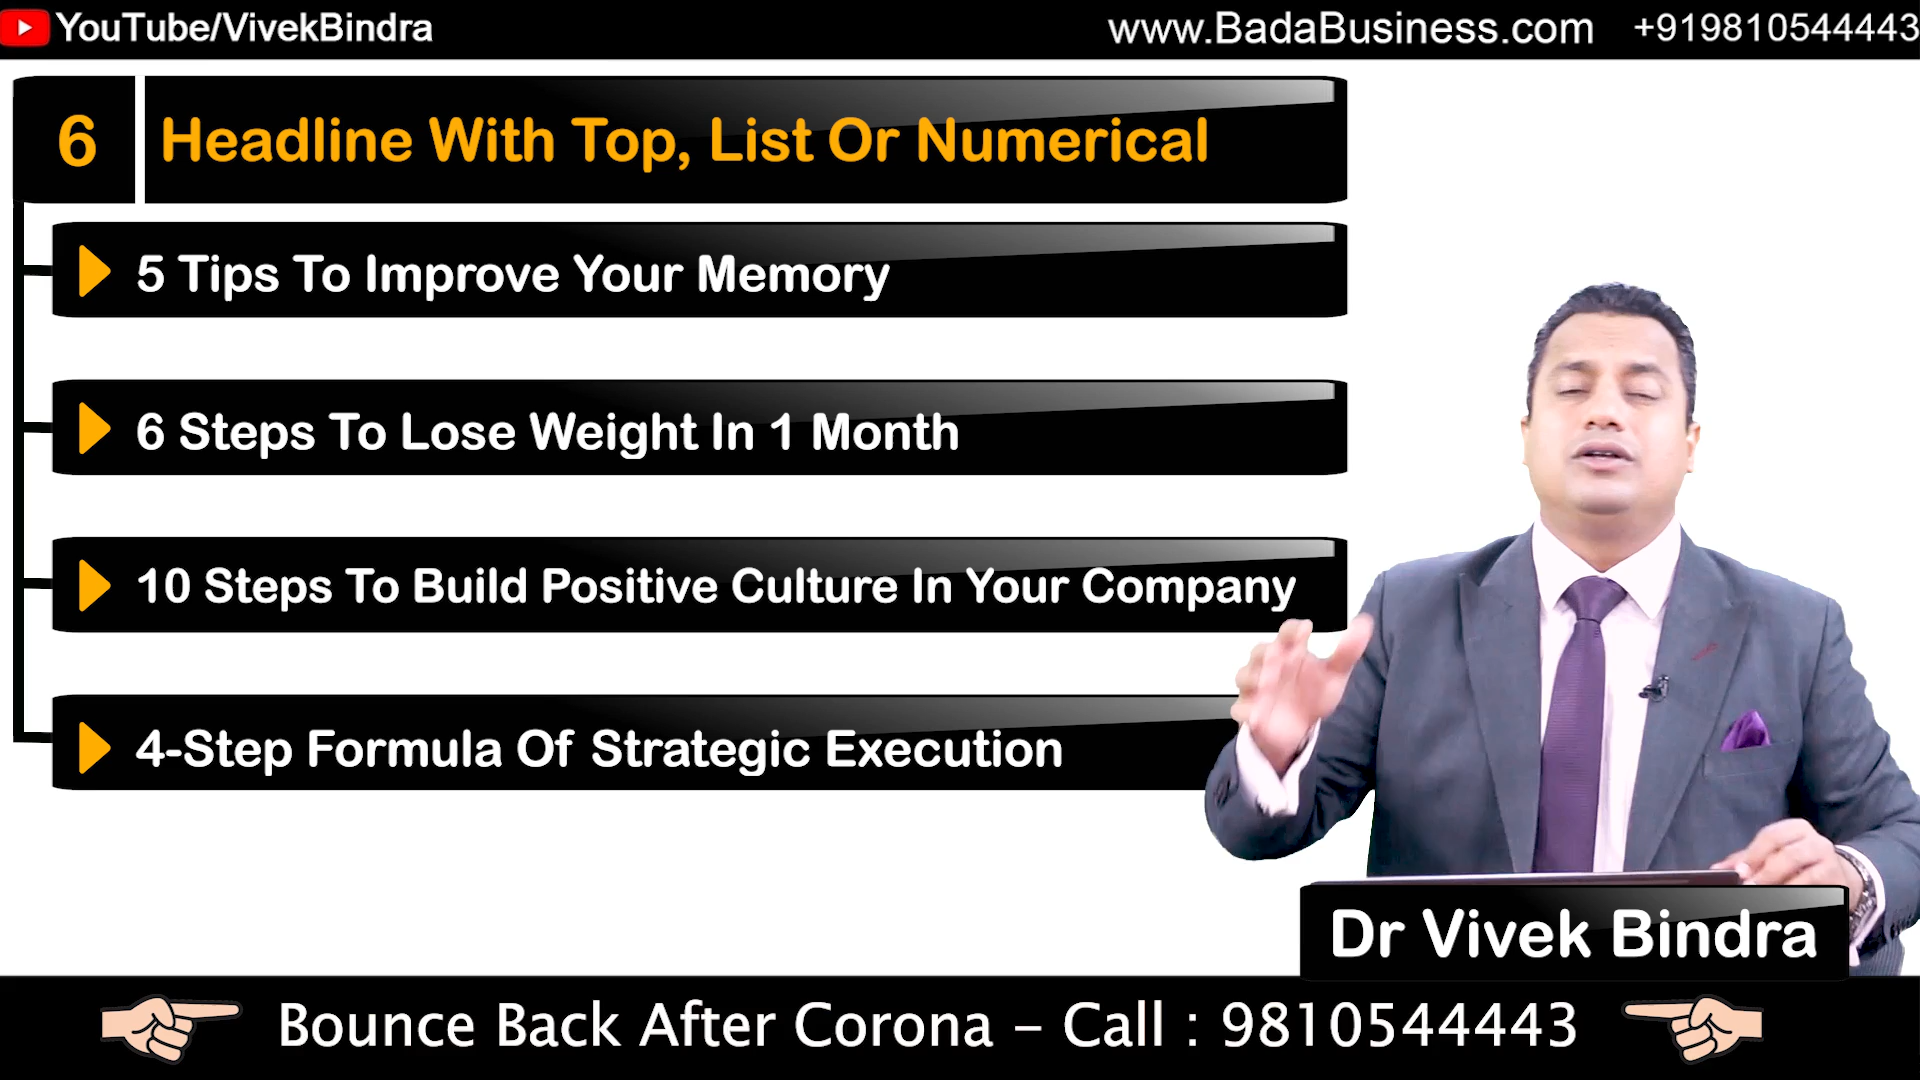 YouTube/VivekBindra
www.BadaBusiness.com +919810544443
6 Headline With Top, List Or Numerical
5 Tips To Improve Your Memory
6 Steps To Lose Weight In 1 Month
10 Steps To Build Positive Culture In Your Company
4-Step Formula Of Strategic Execution
Dr Vivek Bindra
Bounce Back After Corona – Call : 9810544443